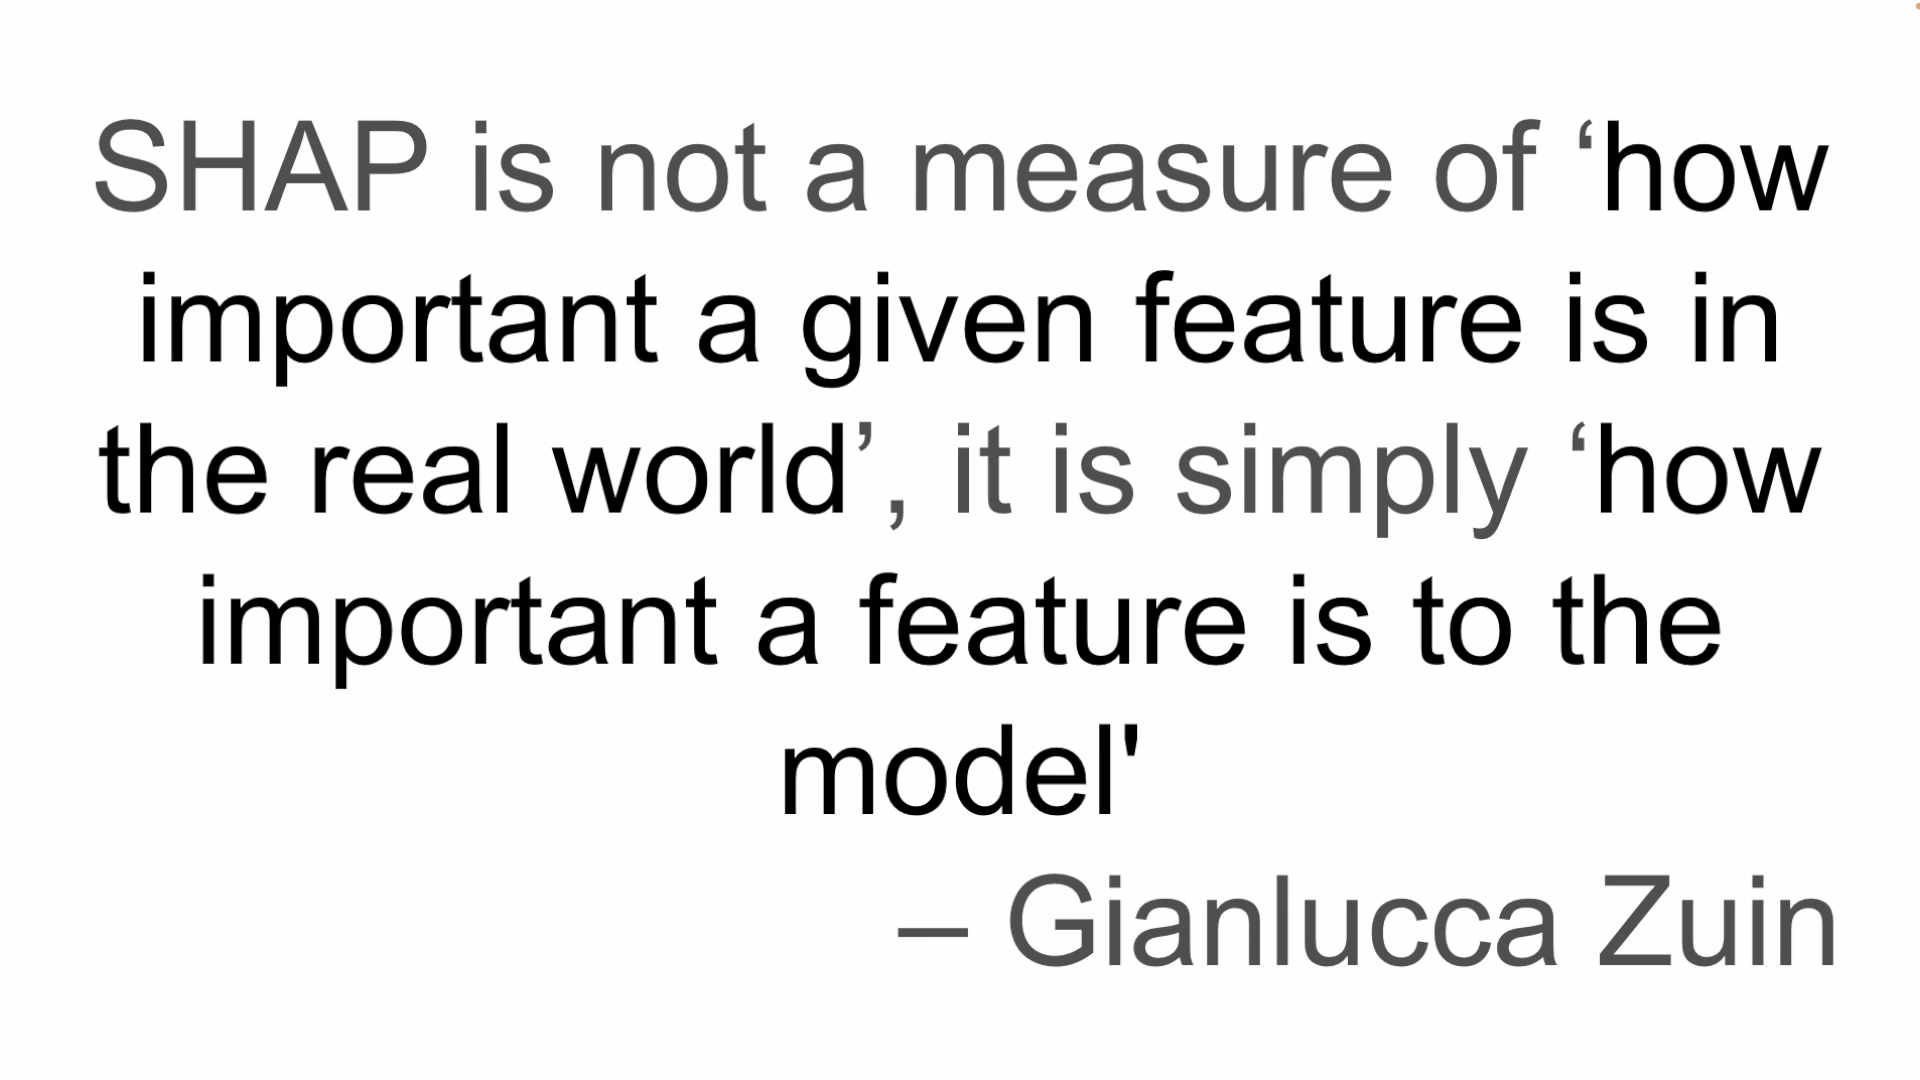 SHAP is not a measure of ‘how
important a given feature is in
the real world’, it is simply ‘how
important a feature is to the
model'
– Gianlucca Zuin